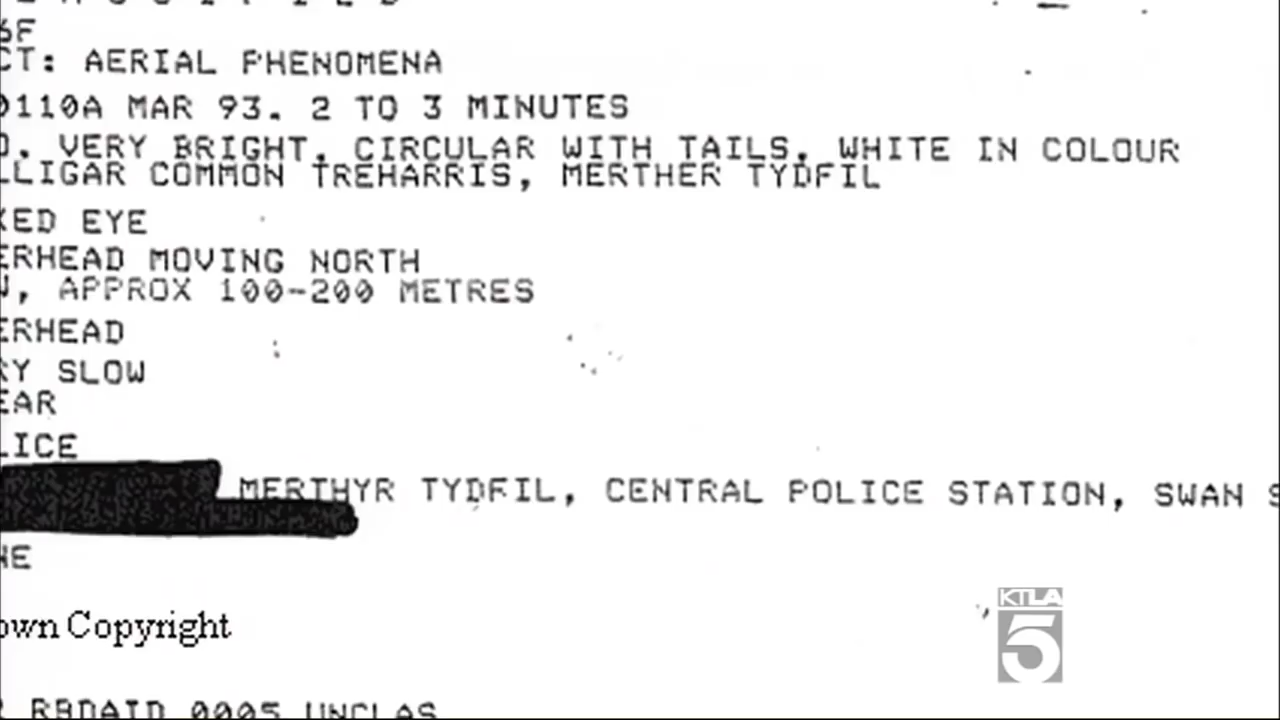 6F
CT: AERIAL PHENOMENA
0110A MAR 93. 2 TO 3 MINUTES
O. VERY BRIGHT, CIRCULAR WITH TAILS, WHITE IN COLOUR
LLIGAR COMMON TREHARRIS, MERTHER TYDFIL
KED EYE
ERHEAD MOVING NORTH
N, APPROX 100-200 METRES
ERHEAD
RY SLOW
EAR
LICE
MERTHYR TYDFIL, CENTRAL POLICE STATION, SWAN S
NE
own Copyright
KTLA
5
RBDAID 0005 UNCLAS